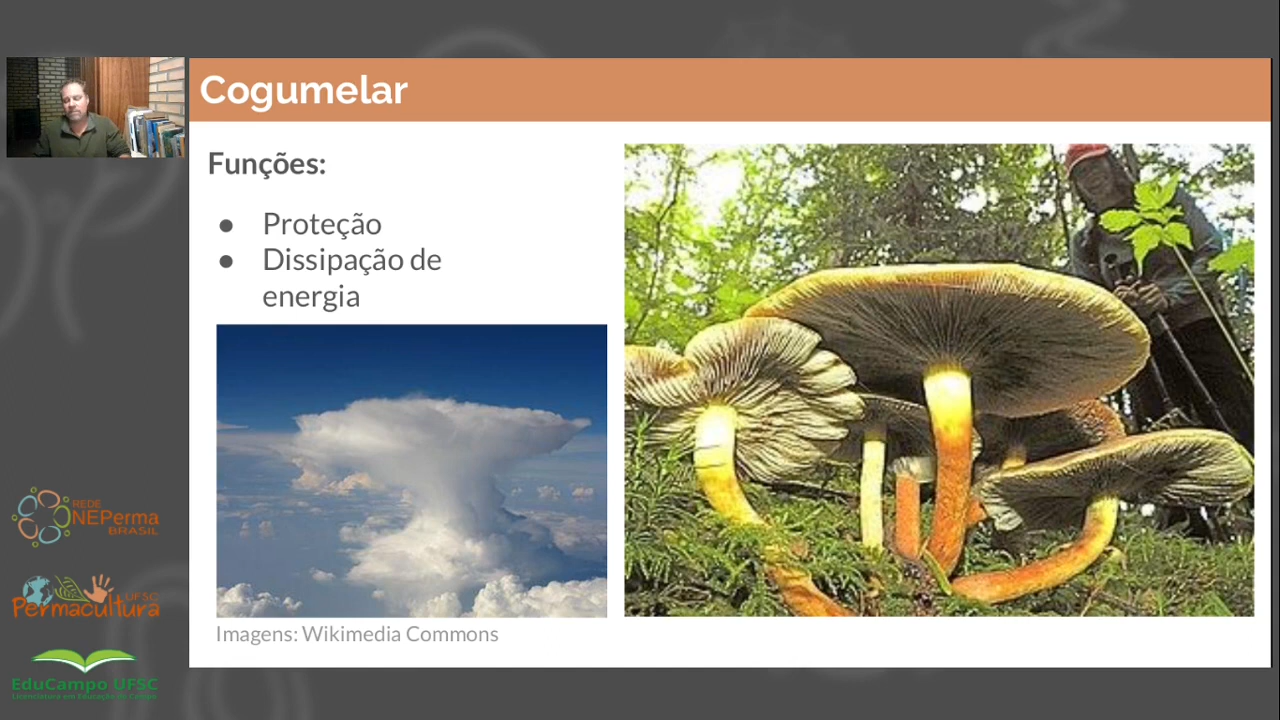 Cogumelar
Funções:
● Proteção
● Dissipação de
energia
Imagens: Wikimedia Commons
REDE
NEPerma
BRASIL
UFSC
Permacultura
EduCampo UFSC
Licenciatura em Educação do Campo